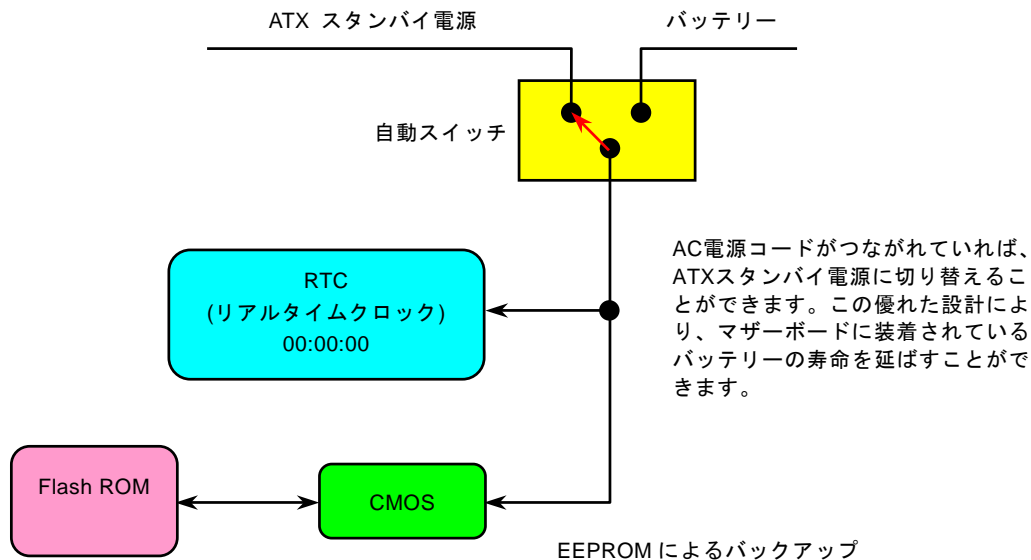 ATX スタンバイ電源
バッテリー
自動スイッチ
AC電源コードがつながれていれば、
ATXスタンバイ電源に切り替えるこ
とができます。この優れた設計によ
り、マザーボードに装着されている
バッテリーの寿命を延ばすことがで
きます。
RTC
(リアルタイムクロック)
00:00:00
Flash ROM
CMOS
EEPROM によるバックアップ